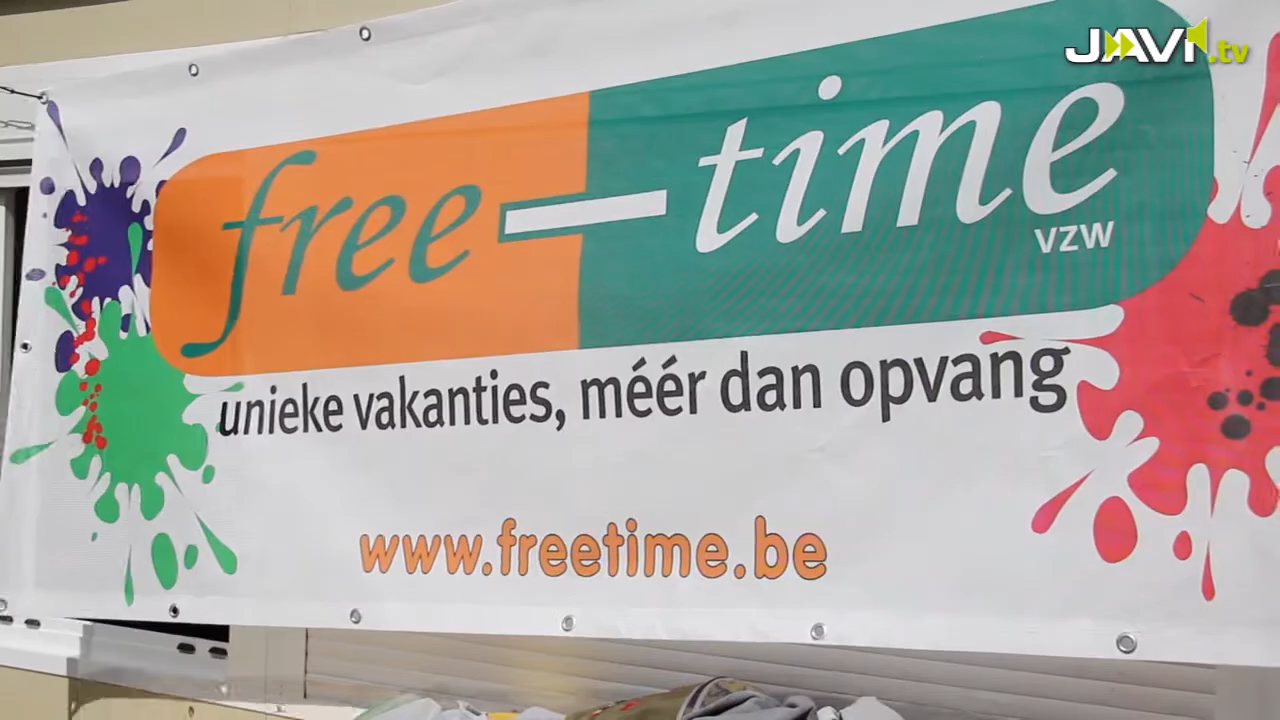 JAVI.tv
free-time
vzw
unieke vakanties, méér dan opvang
www.freetime.be